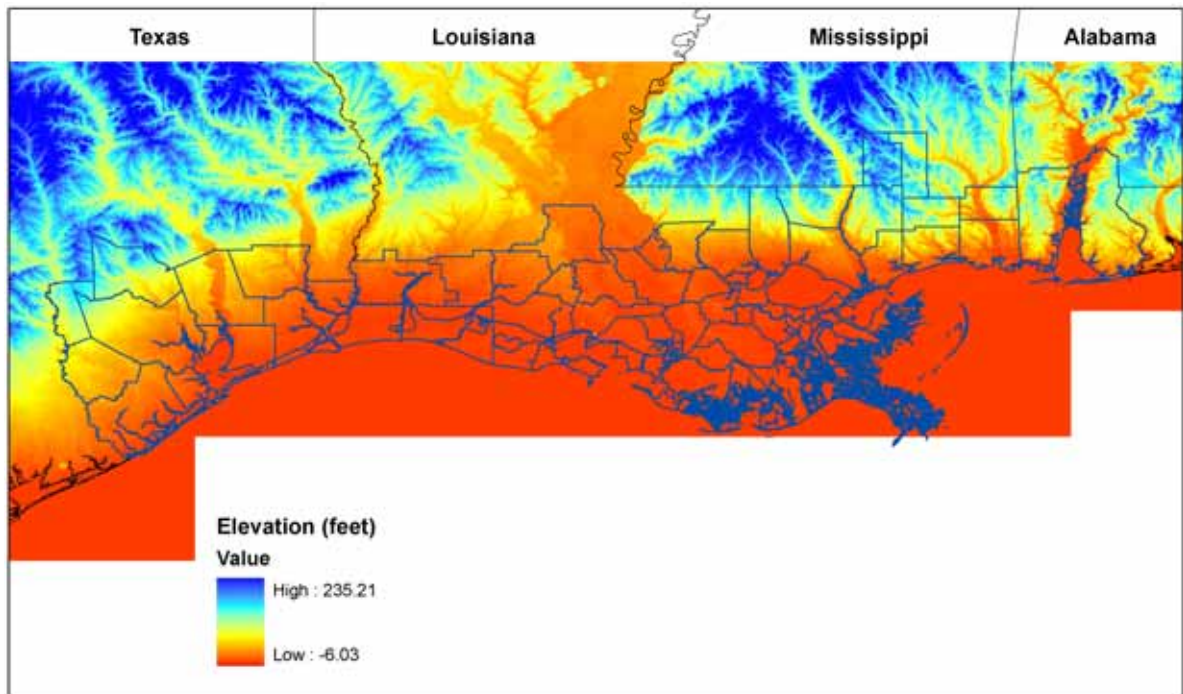 Texas Louisiana Mississippi Alabama
Elevation (feet)
Value
High : 235.21
Low : -6.03